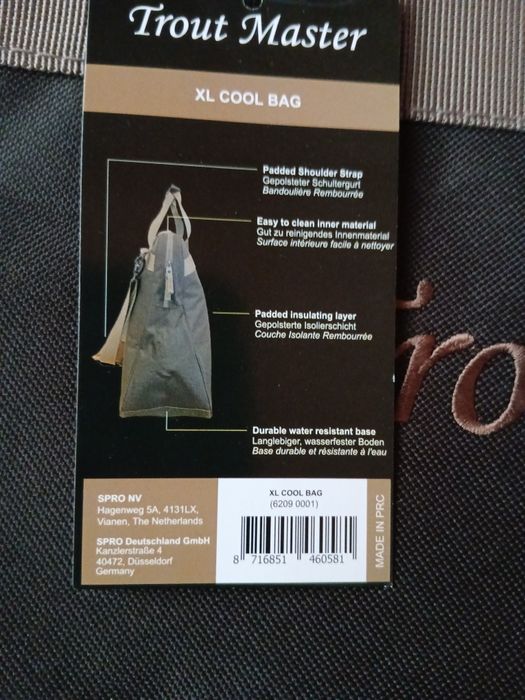 Trout Master
XL COOL BAG
Padded Shoulder Strap
Gepolsteter Schultergurt
Bandoulière Rembourrée
Easy to clean inner material
Gut zu reinigendes Innenmaterial
Surface intérieure facile à nettoyer
Padded insulating layer
Gepolsterte Isolierschicht
Couche Isolante Rembourrée
Durable water resistant base
Langlebiger, wasserfester Boden
Base durable et résistante à l'eau
SPRO NV
Hagenweg 5A, 4131LX,
Vianen, The Netherlands
SPRO Deutschland GmbH
Kanzlerstraße 4
40472, Düsseldorf
Germany
XL COOL BAG
(6209 0001)
8 716851 460581
MADE IN PRC
Tro